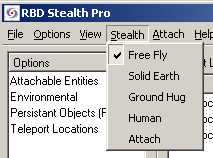 RBD Stealth Pro
File Options View Stealth Attach Help
Options
Attachable Entities
Environmental
Persistant Objects (F
Teleport Locations
Free Fly
Solid Earth
Ground Hug
Human
Attach